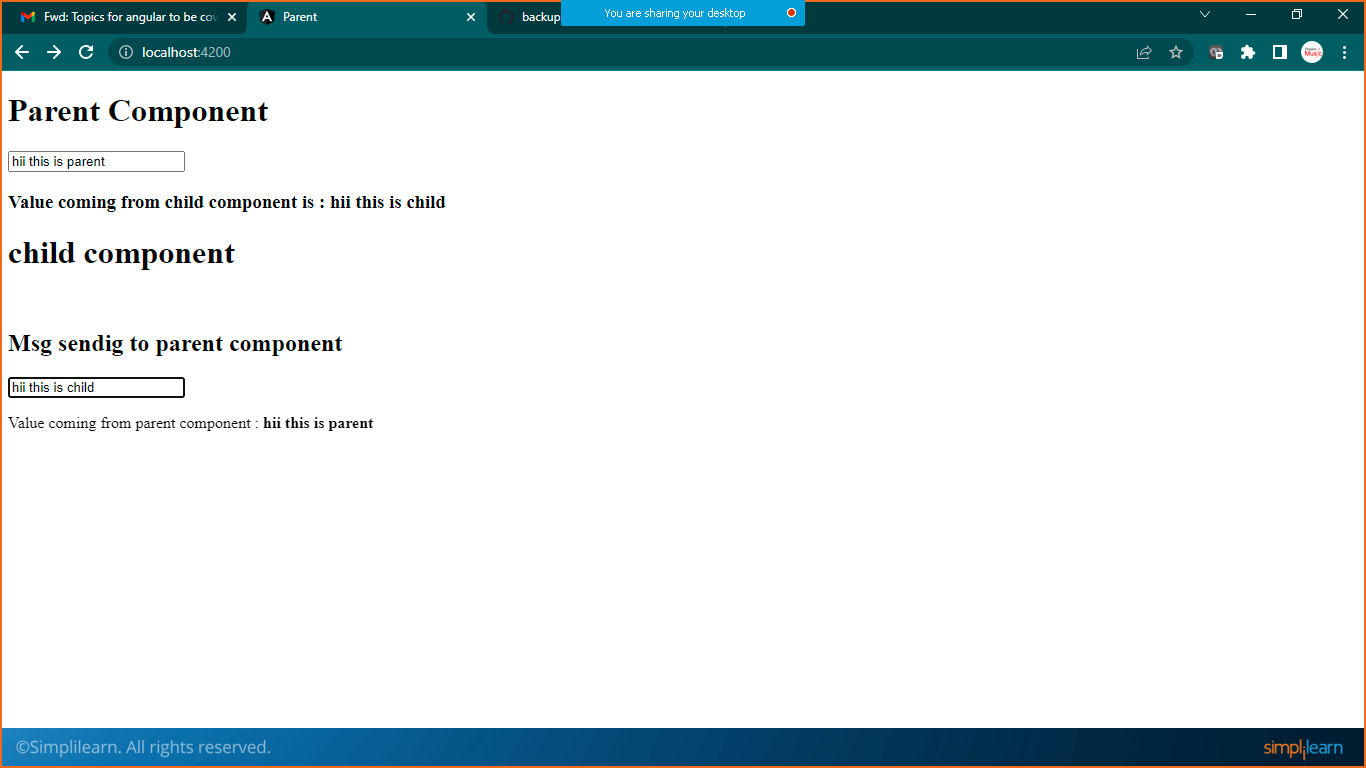 Fwd: Topics for angular to be cov
Parent
backup
You are sharing your desktop
localhost:4200
Parent Component
hii this is parent
Value coming from child component is : hii this is child
child component
Msg sendig to parent component
hii this is child
Value coming from parent component : hii this is parent
©Simplilearn. All rights reserved.
simplilearn